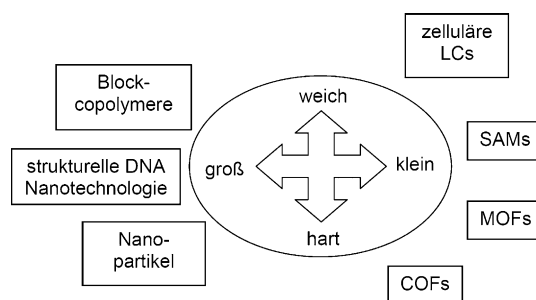 zelluläre
LCs
Block-
copolymere
weich
strukturelle DNA
Nanotechnologie
groß
klein
SAMs
Nano-
partikel
hart
MOFs
COFs